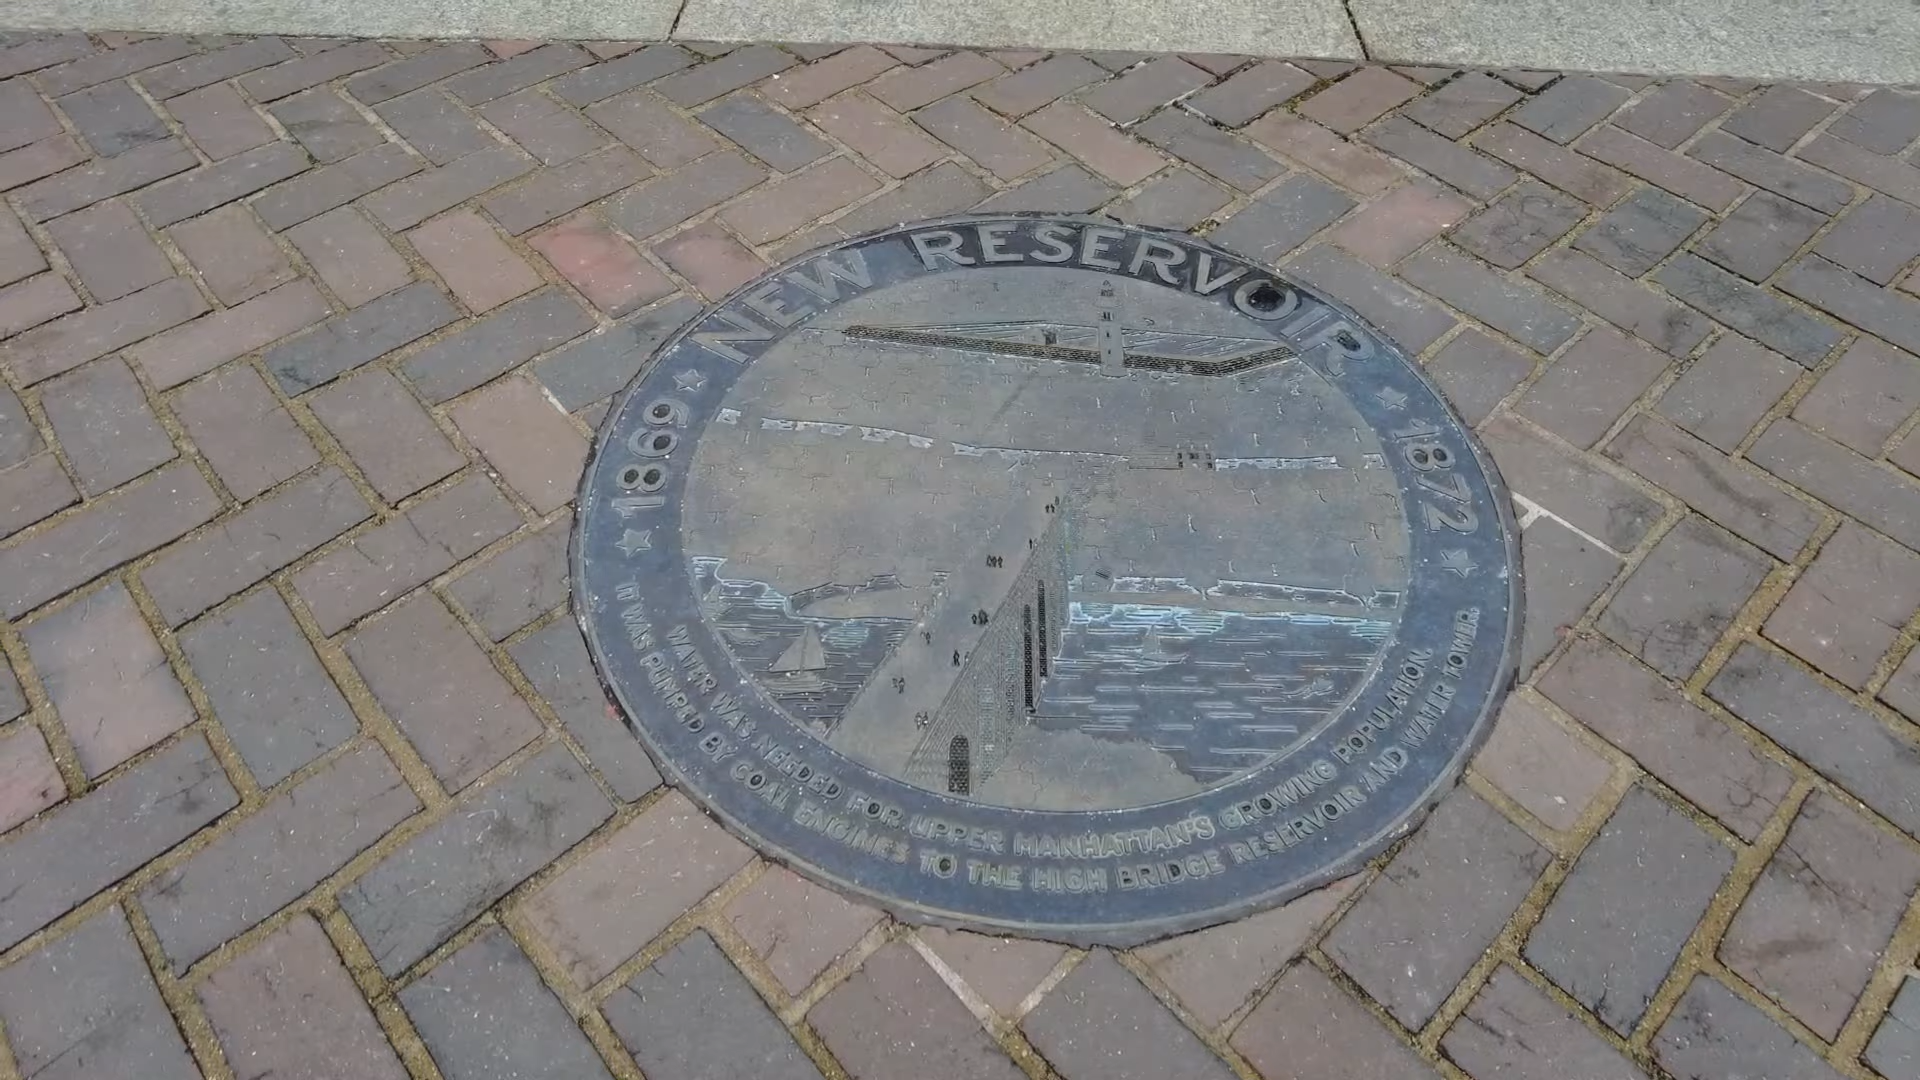 NEW RESERVOIR
1869
1872
WATER WAS NEEDED FOR UPPER MANHATTAN'S GROWING POPULATION.
IT WAS PUMPED BY COAL ENGINES TO THE HIGH BRIDGE RESERVOIR AND WATER TOWER.